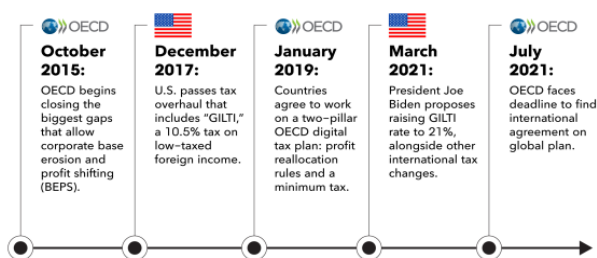 OECD
October
2015:
OECD begins
closing the
biggest gaps
that allow
corporate base
erosion and
profit shifting
(BEPS).
December
2017:
U.S. passes tax
overhaul that
includes “GILTI,”
a 10.5% tax on
low-taxed
foreign income.
OECD
January
2019:
Countries
agree to work
on a two-pillar
OECD digital
tax plan: profit
reallocation
rules and a
minimum tax.
March
2021:
President Joe
Biden proposes
raising GILTI
rate to 21%,
alongside other
international tax
changes.
OECD
July
2021:
OECD faces
deadline to find
international
agreement on
global plan.